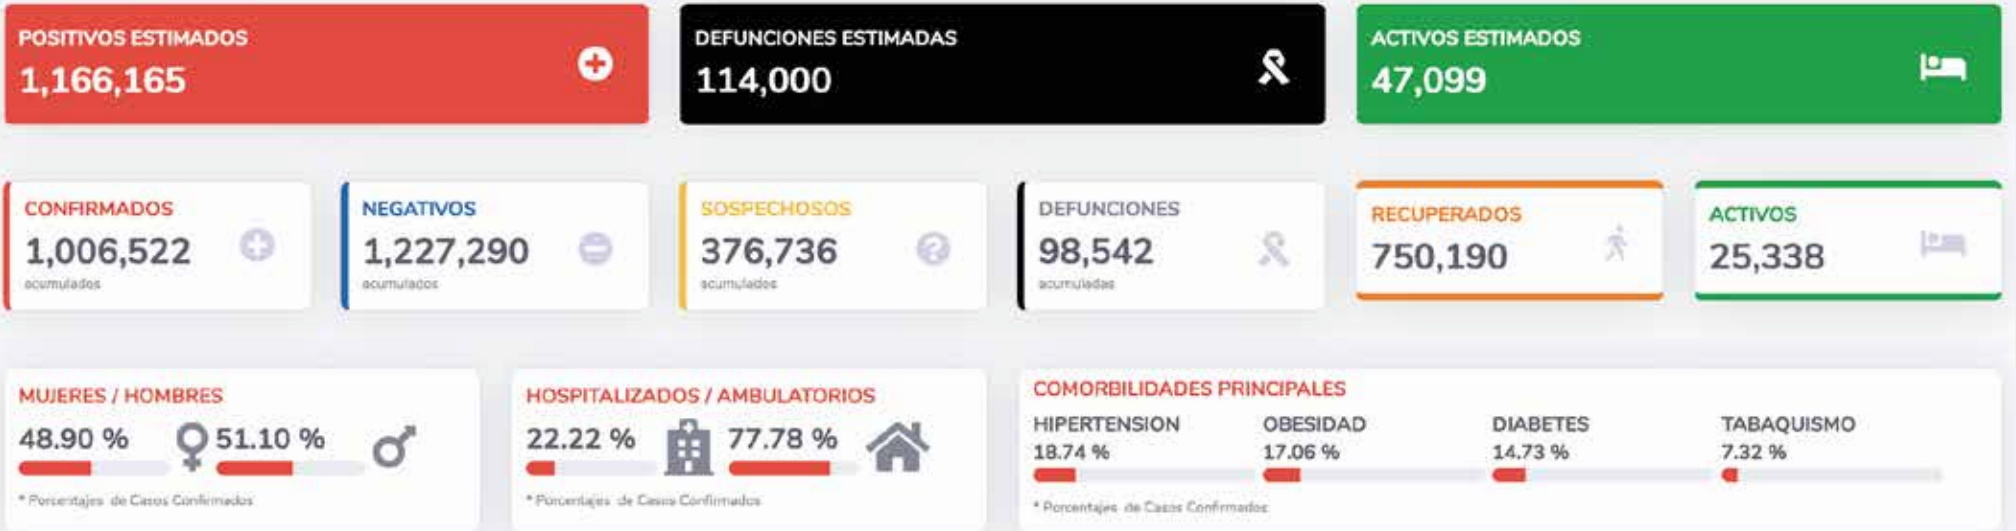 POSITIVOS ESTIMADOS
1,166,165
DEFUNCIONES ESTIMADAS
114,000
ACTIVOS ESTIMADOS
47,099
CONFIRMADOS
1,006,522
acumulados
NEGATIVOS
1,227,290
acumulados
SOSPECHOSOS
376,736
acumulados
DEFUNCIONES
98,542
acumuladas
RECUPERADOS
750,190
ACTIVOS
25,338
MUJERES / HOMBRES
48.90 % 51.10 %
* Porcentajes de Casos Confirmados
HOSPITALIZADOS / AMBULATORIOS
22.22 % 77.78 %
* Porcentajes de Casos Confirmados
COMORBILIDADES PRINCIPALES
HIPERTENSION OBESIDAD DIABETES TABAQUISMO
18.74 % 17.06 % 14.73 % 7.32 %
* Porcentajes de Casos Confirmados